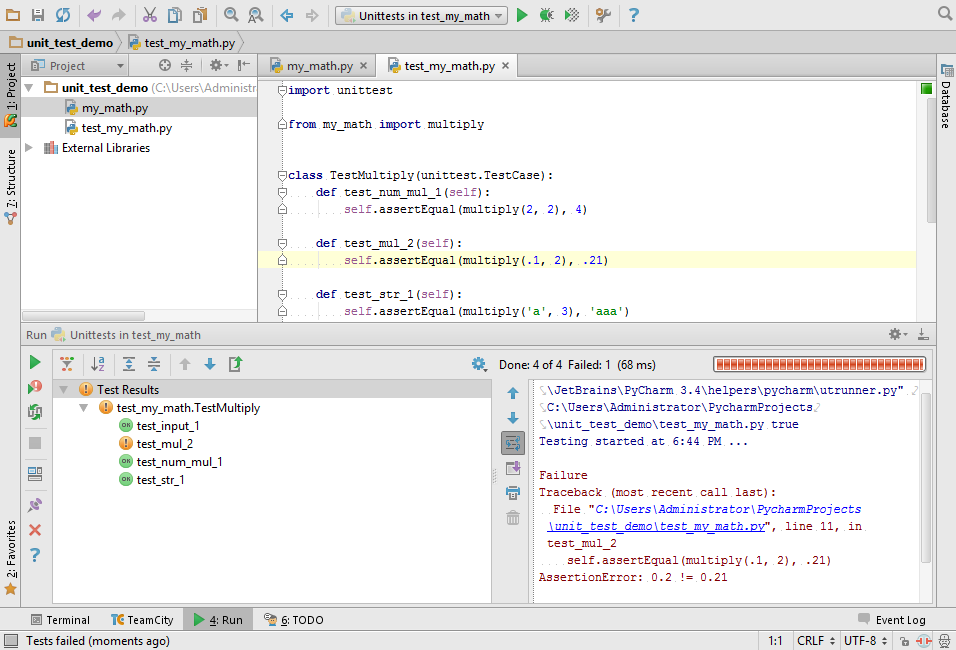 Unittests in test_my_math
unit_test_demo
test_my_math.py
1: Project
7: Structure
2: Favorites
Project
unit_test_demo (C:\Users\Administr
my_math.py
test_my_math.py
External Libraries
my_math.py
test_my_math.py
import unittest
from my_math import multiply
class TestMultiply(unittest.TestCase):
def test_num_mul_1(self):
self.assertEqual(multiply(2, 2), 4)
def test_mul_2(self):
self.assertEqual(multiply(.1, 2), .21)
def test_str_1(self):
self.assertEqual(multiply('a', 3), 'aaa')
Database
Run Unittests in test_my_math
Done: 4 of 4 Failed: 1 (68 ms)
Test Results
test_my_math.TestMultiply
OK test_input_1
test_mul_2
OK test_num_mul_1
OK test_str_1
\JetBrains\PyCharm 3.4\helpers\pycharm\utrunner.py"
C:\Users\Administrator\PycharmProjects
\unit_test_demo\test_my_math.py true
Testing started at 6:44 PM ...
Failure
Traceback (most recent call last):
File "C:\Users\Administrator\PycharmProjects
\unit_test_demo\test_my_math.py", line 11, in
test_mul_2
self.assertEqual(multiply(.1, 2), .21)
AssertionError: 0.2 != 0.21
Terminal
TeamCity
4: Run
6: TODO
Event Log
Tests failed (moments ago)
1:1
CRLF
UTF-8